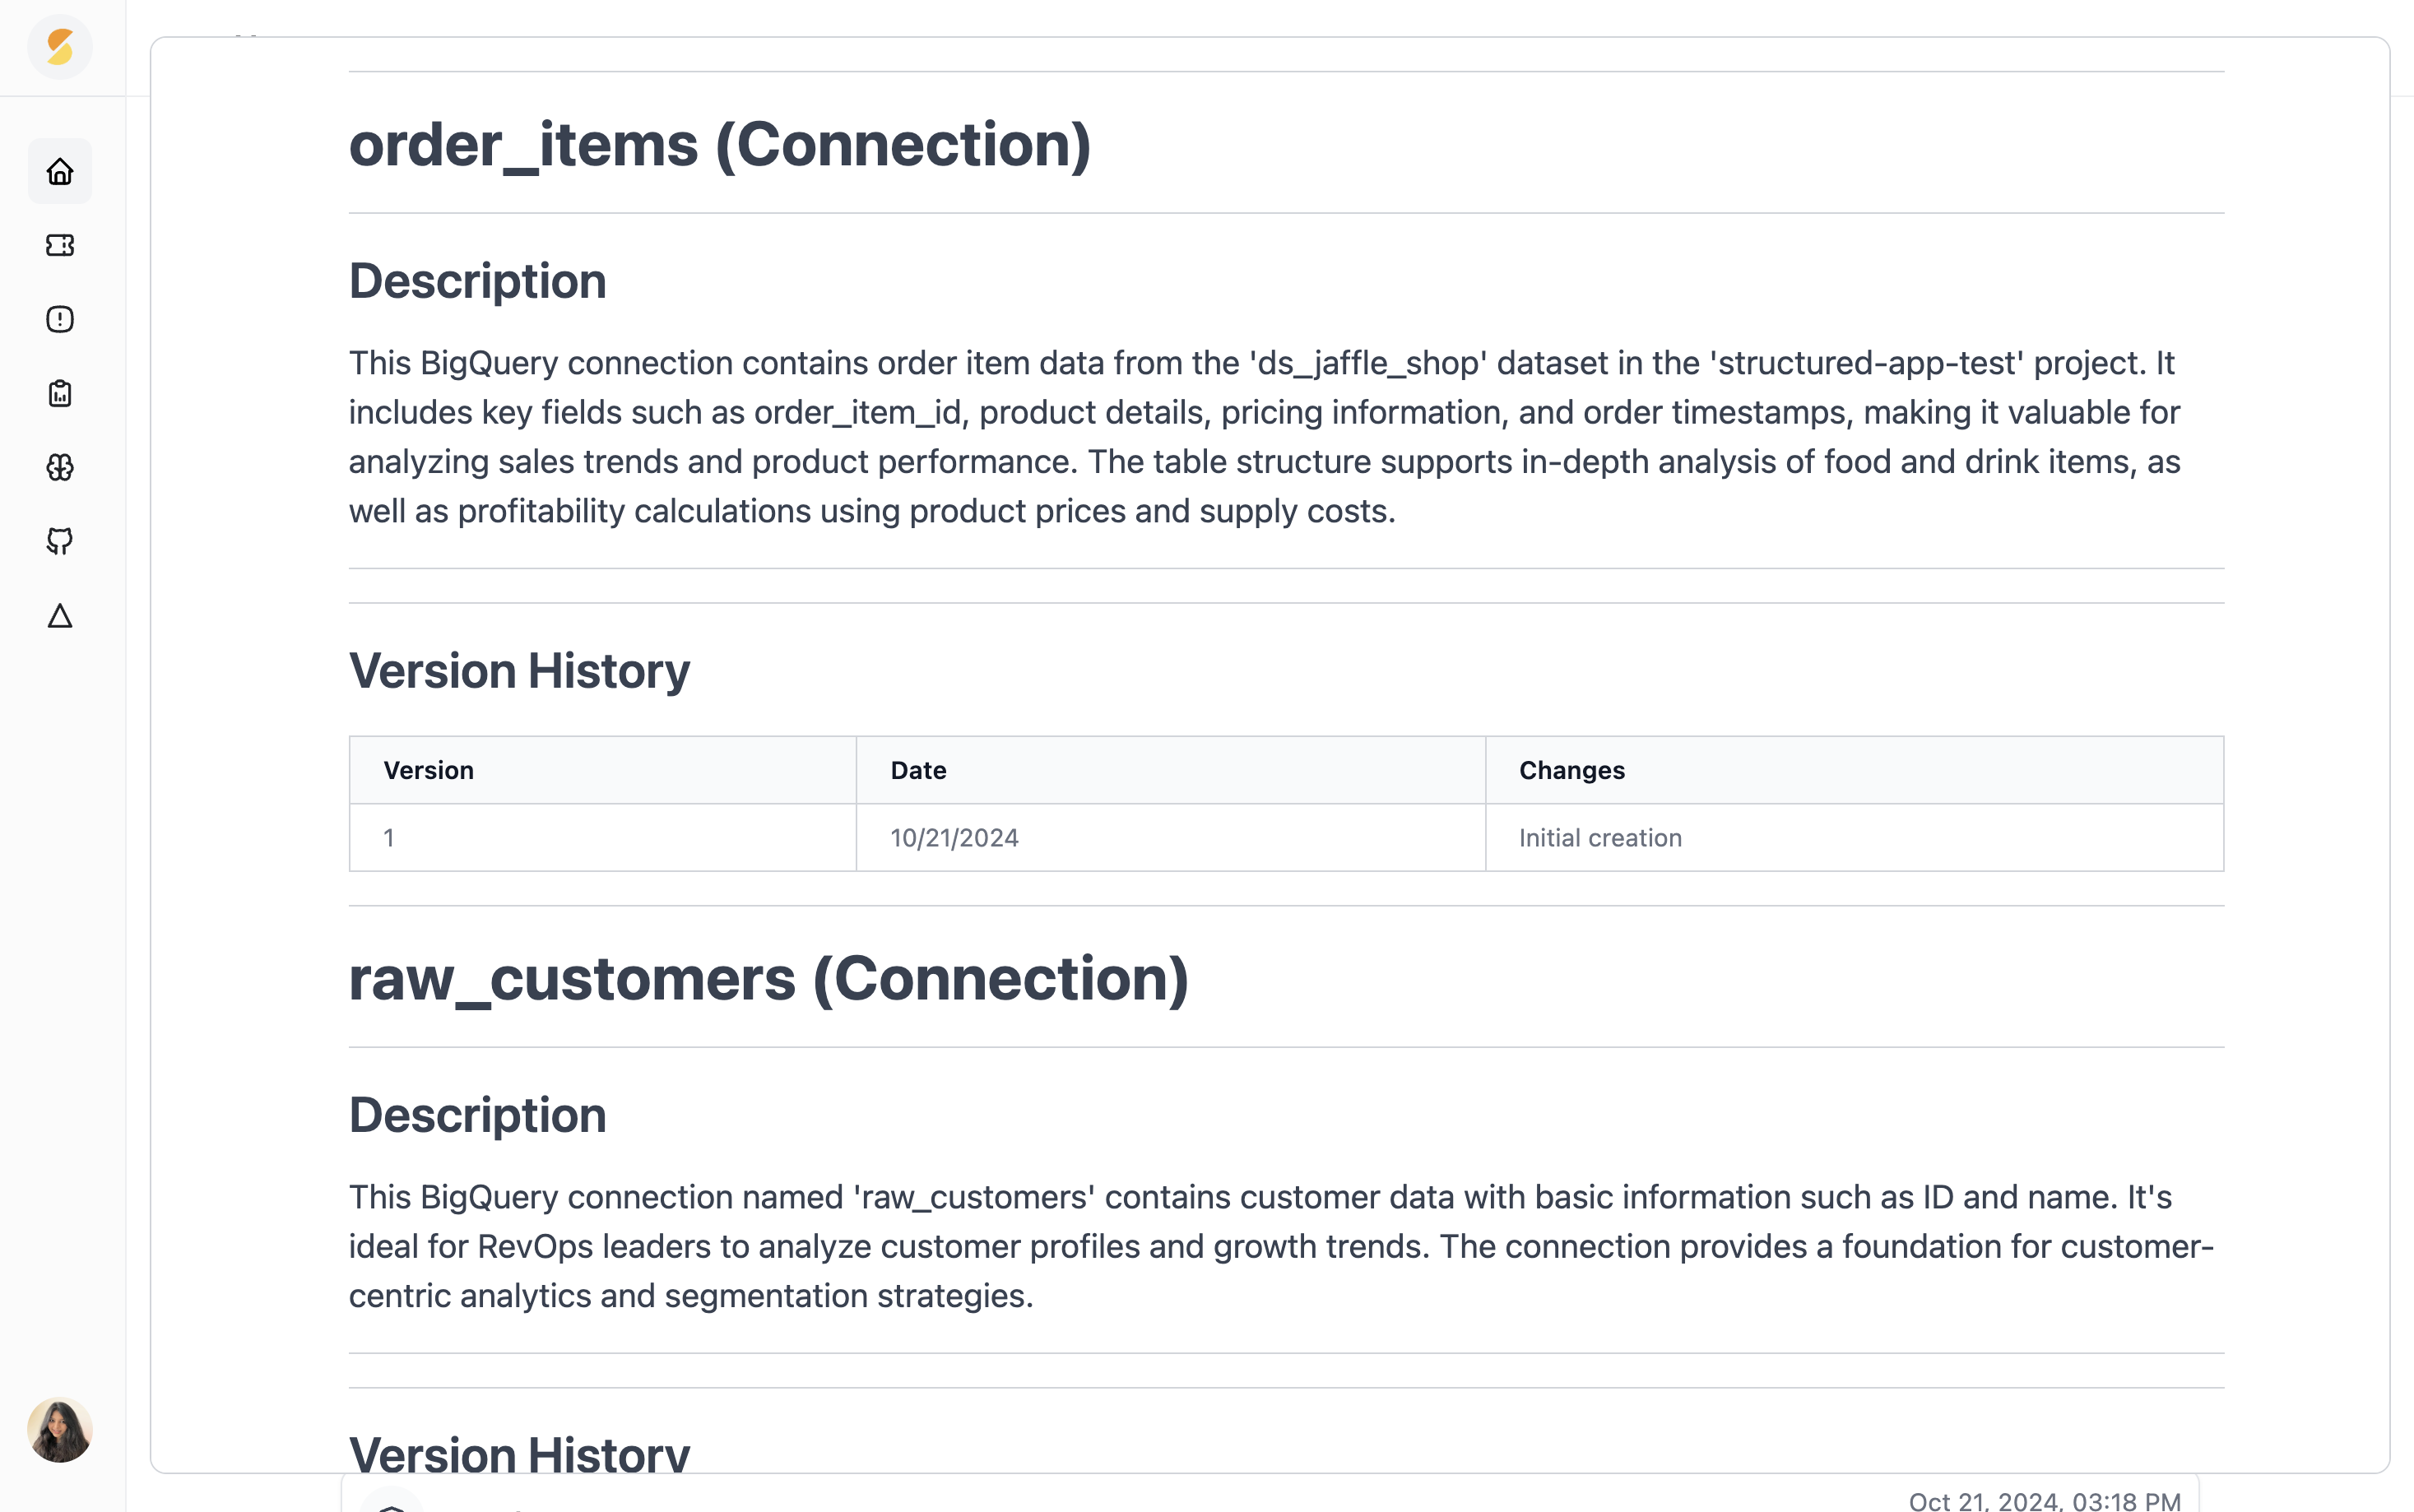 order_items (Connection)
Description
This BigQuery connection contains order item data from the 'ds_jaffle_shop' dataset in the 'structured-app-test' project. It
includes key fields such as order_item_id, product details, pricing information, and order timestamps, making it valuable for
analyzing sales trends and product performance. The table structure supports in-depth analysis of food and drink items, as
well as profitability calculations using product prices and supply costs.
Version History
Version Date Changes
1 10/21/2024 Initial creation
raw_customers (Connection)
Description
This BigQuery connection named 'raw_customers' contains customer data with basic information such as ID and name. It's
ideal for RevOps leaders to analyze customer profiles and growth trends. The connection provides a foundation for customer-
centric analytics and segmentation strategies.
Version History
Oct 21, 2024, 03:18 PM